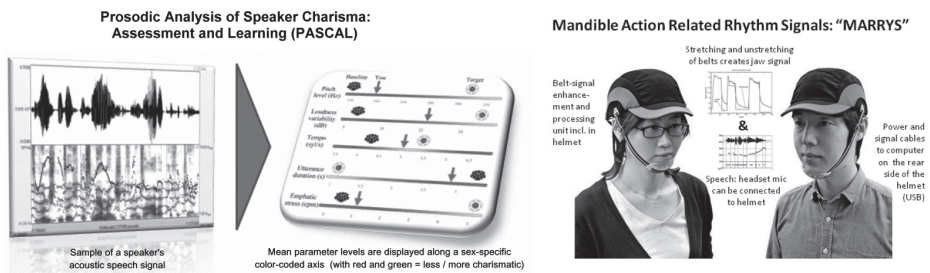 Prosodic Analysis of Speaker Charisma:
Assessment and Learning (PASCAL)
Baseline You Target
Pitch
level (Hz)
Loudness
variability
(dB)
Tempo
(syl/s)
Utterance
duration (s)
Emphatic
stress (epm)
Sample of a speaker's
acoustic speech signal
Mean parameter levels are displayed along a sex-specific
color-coded axis (with red and green = less / more charismatic)
Mandible Action Related Rhythm Signals: “MARRYS”
Stretching and unstretching
of belts creates jaw signal
Belt-signal
enhance-
ment and
processing
unit incl. in
helmet
&
Speech: headset mic
can be connected
to helmet
Power and
signal cables
to computer
on the rear
side of the
helmet
(USB)